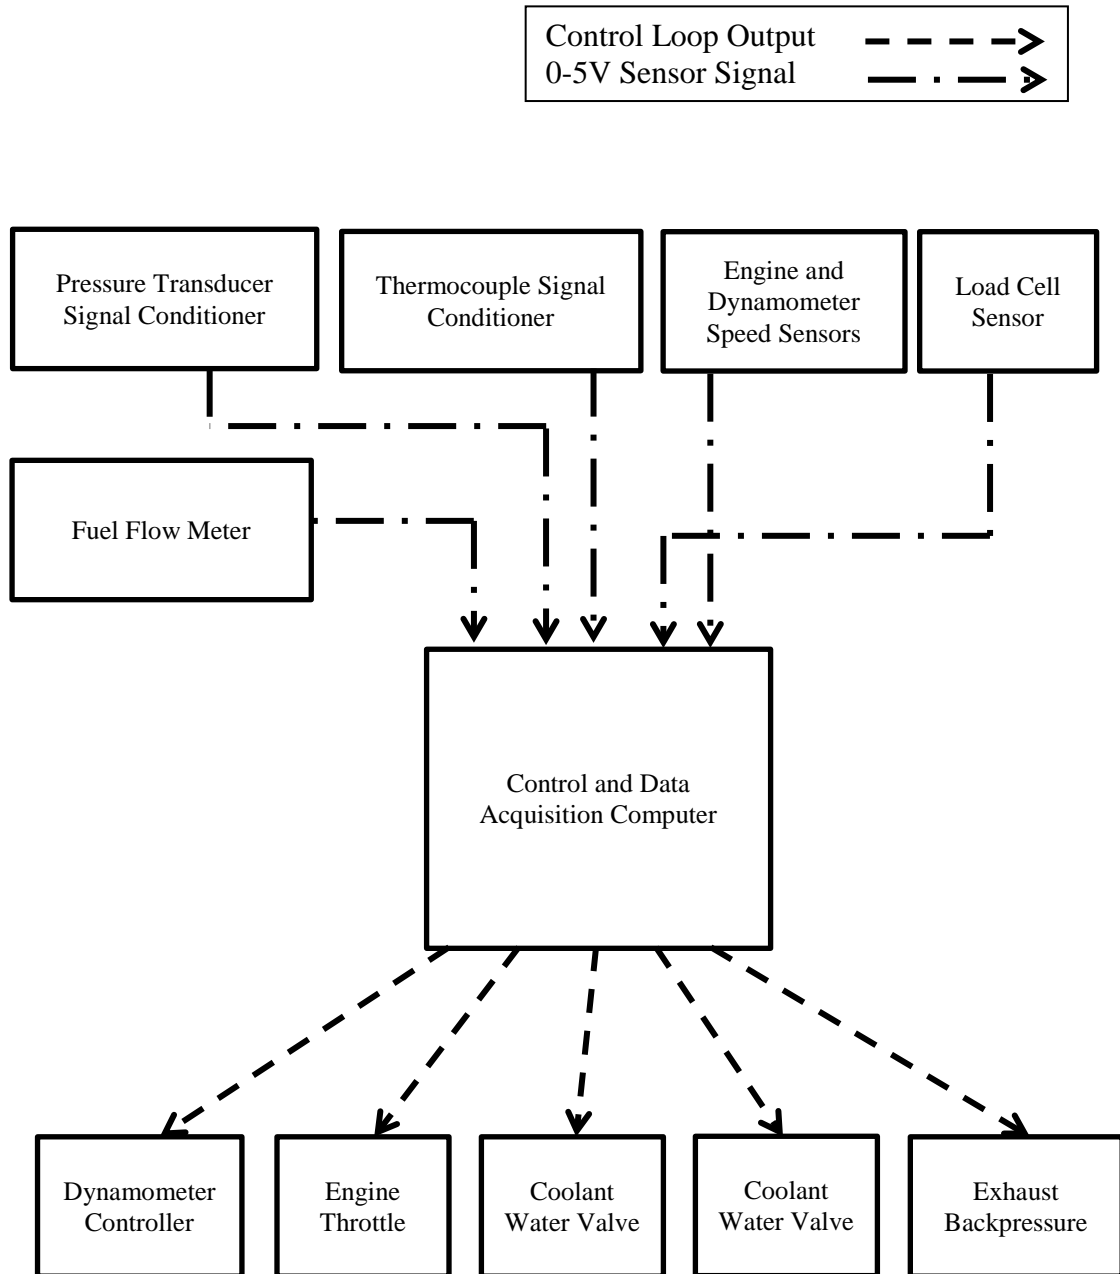 Control Loop Output
0-5V Sensor Signal
Pressure Transducer
Signal Conditioner
Thermocouple Signal
Conditioner
Engine and
Dynamometer
Speed Sensors
Load Cell
Sensor
Fuel Flow Meter
Control and Data
Acquisition Computer
Dynamometer
Controller
Engine
Throttle
Coolant
Water Valve
Coolant
Water Valve
Exhaust
Backpressure